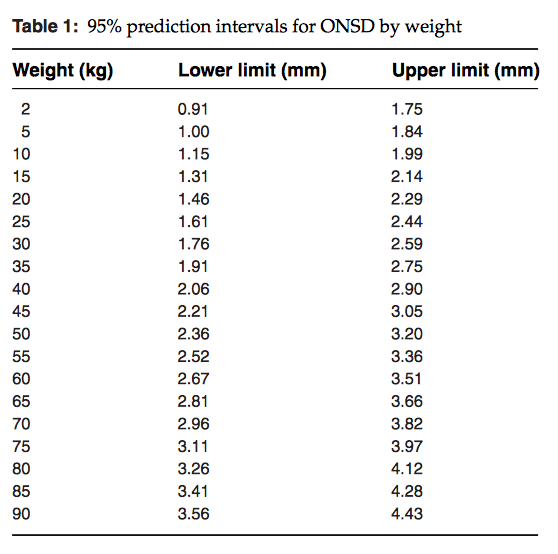 Table 1: 95% prediction intervals for ONSD by weight
Weight (kg) Lower limit (mm) Upper limit (mm)
2 0.91 1.75
5 1.00 1.84
10 1.15 1.99
15 1.31 2.14
20 1.46 2.29
25 1.61 2.44
30 1.76 2.59
35 1.91 2.75
40 2.06 2.90
45 2.21 3.05
50 2.36 3.20
55 2.52 3.36
60 2.67 3.51
65 2.81 3.66
70 2.96 3.82
75 3.11 3.97
80 3.26 4.12
85 3.41 4.28
90 3.56 4.43